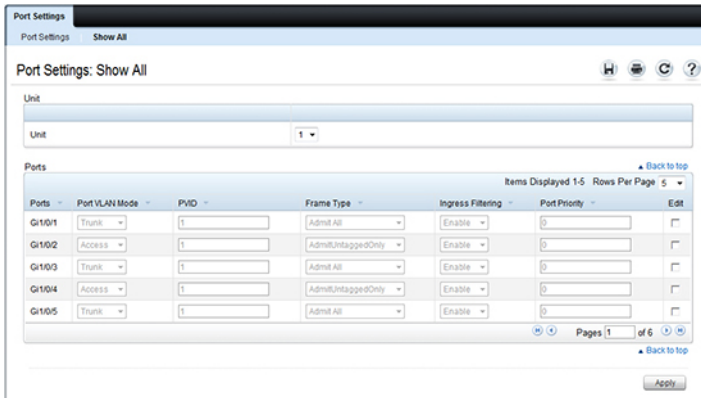 Port Settings
Port Settings Show All
Port Settings: Show All
Unit
Unit 1
Ports Back to top
Items Displayed 1-5 Rows Per Page 5
Ports Port VLAN Mode PVID Frame Type Ingress Filtering Port Priority Edit
Gi1/0/1 Trunk 1 Admit All Enable 0
Gi1/0/2 Access 1 AdmitUntaggedOnly Enable 0
Gi1/0/3 Trunk 1 Admit All Enable 0
Gi1/0/4 Access 1 AdmitUntaggedOnly Enable 0
Gi1/0/5 Trunk 1 Admit All Enable 0
Pages 1 of 6
Back to top
Apply